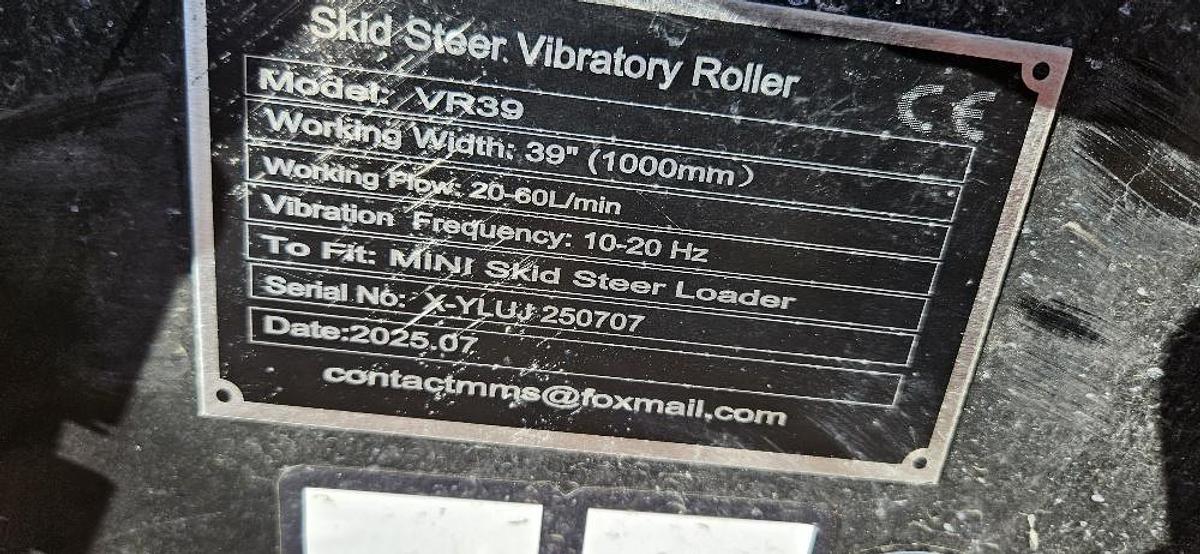 Skid Steer Vibratory Roller
CE
Model: VR39
Working Width: 39" (1000mm)
Working Flow: 20-60L/min
Vibration Frequency: 10-20 Hz
To Fit: MINI Skid Steer Loader
Serial No: X-YLUJ 250707
Date:2025.07
contactmms@foxmail.com